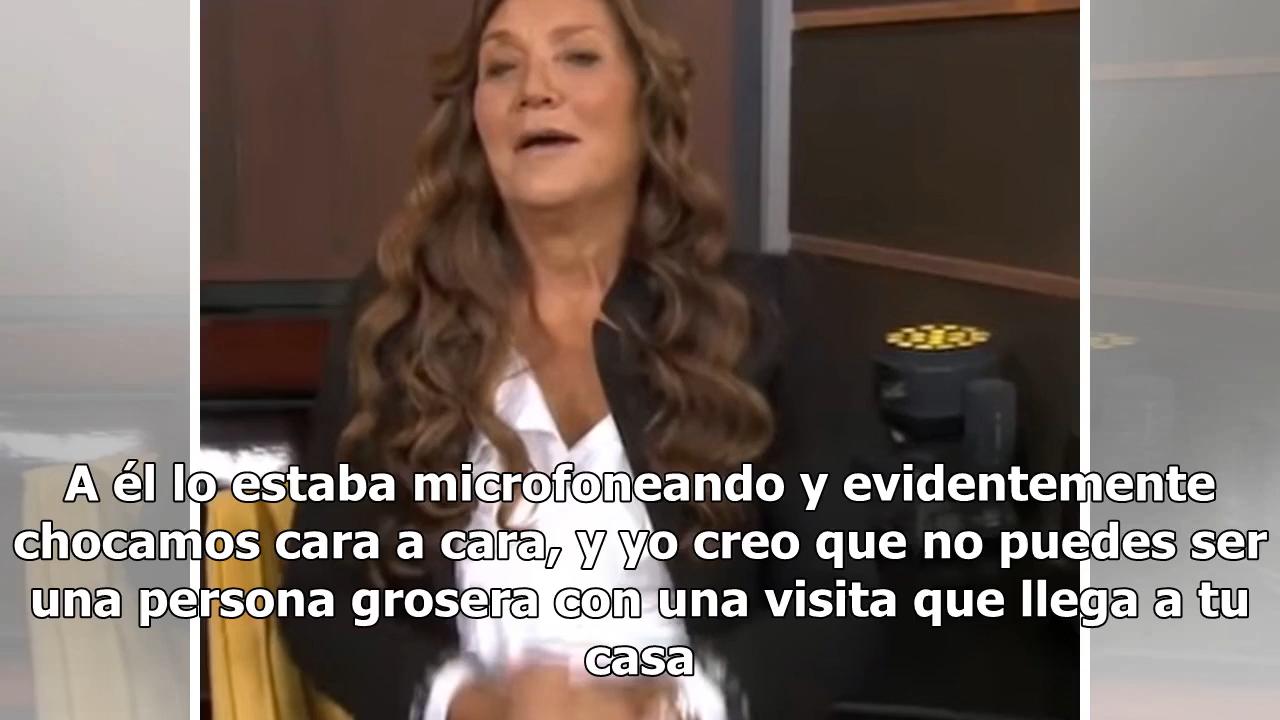 A él lo estaba microfoneando y evidentemente
chocamos cara a cara, y yo creo que no puedes ser
una persona grosera con una visita que llega a tu
casa